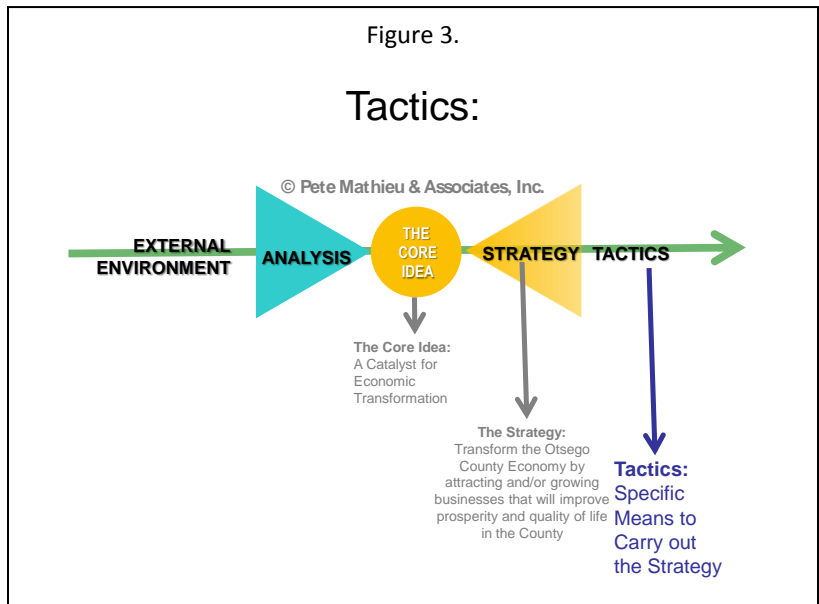 Figure 3.
Tactics:
© Pete Mathieu & Associates, Inc.
EXTERNAL
ENVIRONMENT
ANALYSIS
THE
CORE
IDEA
STRATEGY
TACTICS
The Core Idea:
A Catalyst for
Economic
Transformation
The Strategy:
Transform the Otsego
County Economy by
attracting and/or growing
businesses that will improve
prosperity and quality of life
in the County
Tactics:
Specific
Means to
Carry out
the Strategy